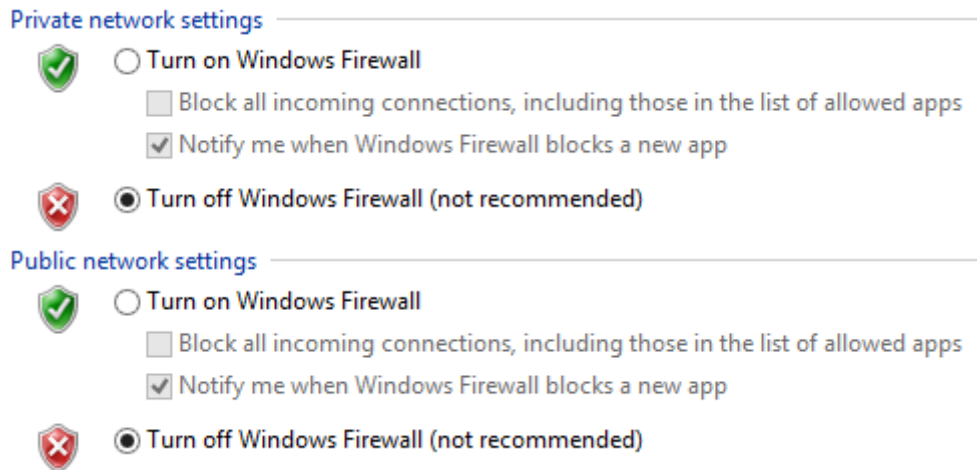 Private network settings
Turn on Windows Firewall
Block all incoming connections, including those in the list of allowed apps
Notify me when Windows Firewall blocks a new app
Turn off Windows Firewall (not recommended)
Public network settings
Turn on Windows Firewall
Block all incoming connections, including those in the list of allowed apps
Notify me when Windows Firewall blocks a new app
Turn off Windows Firewall (not recommended)